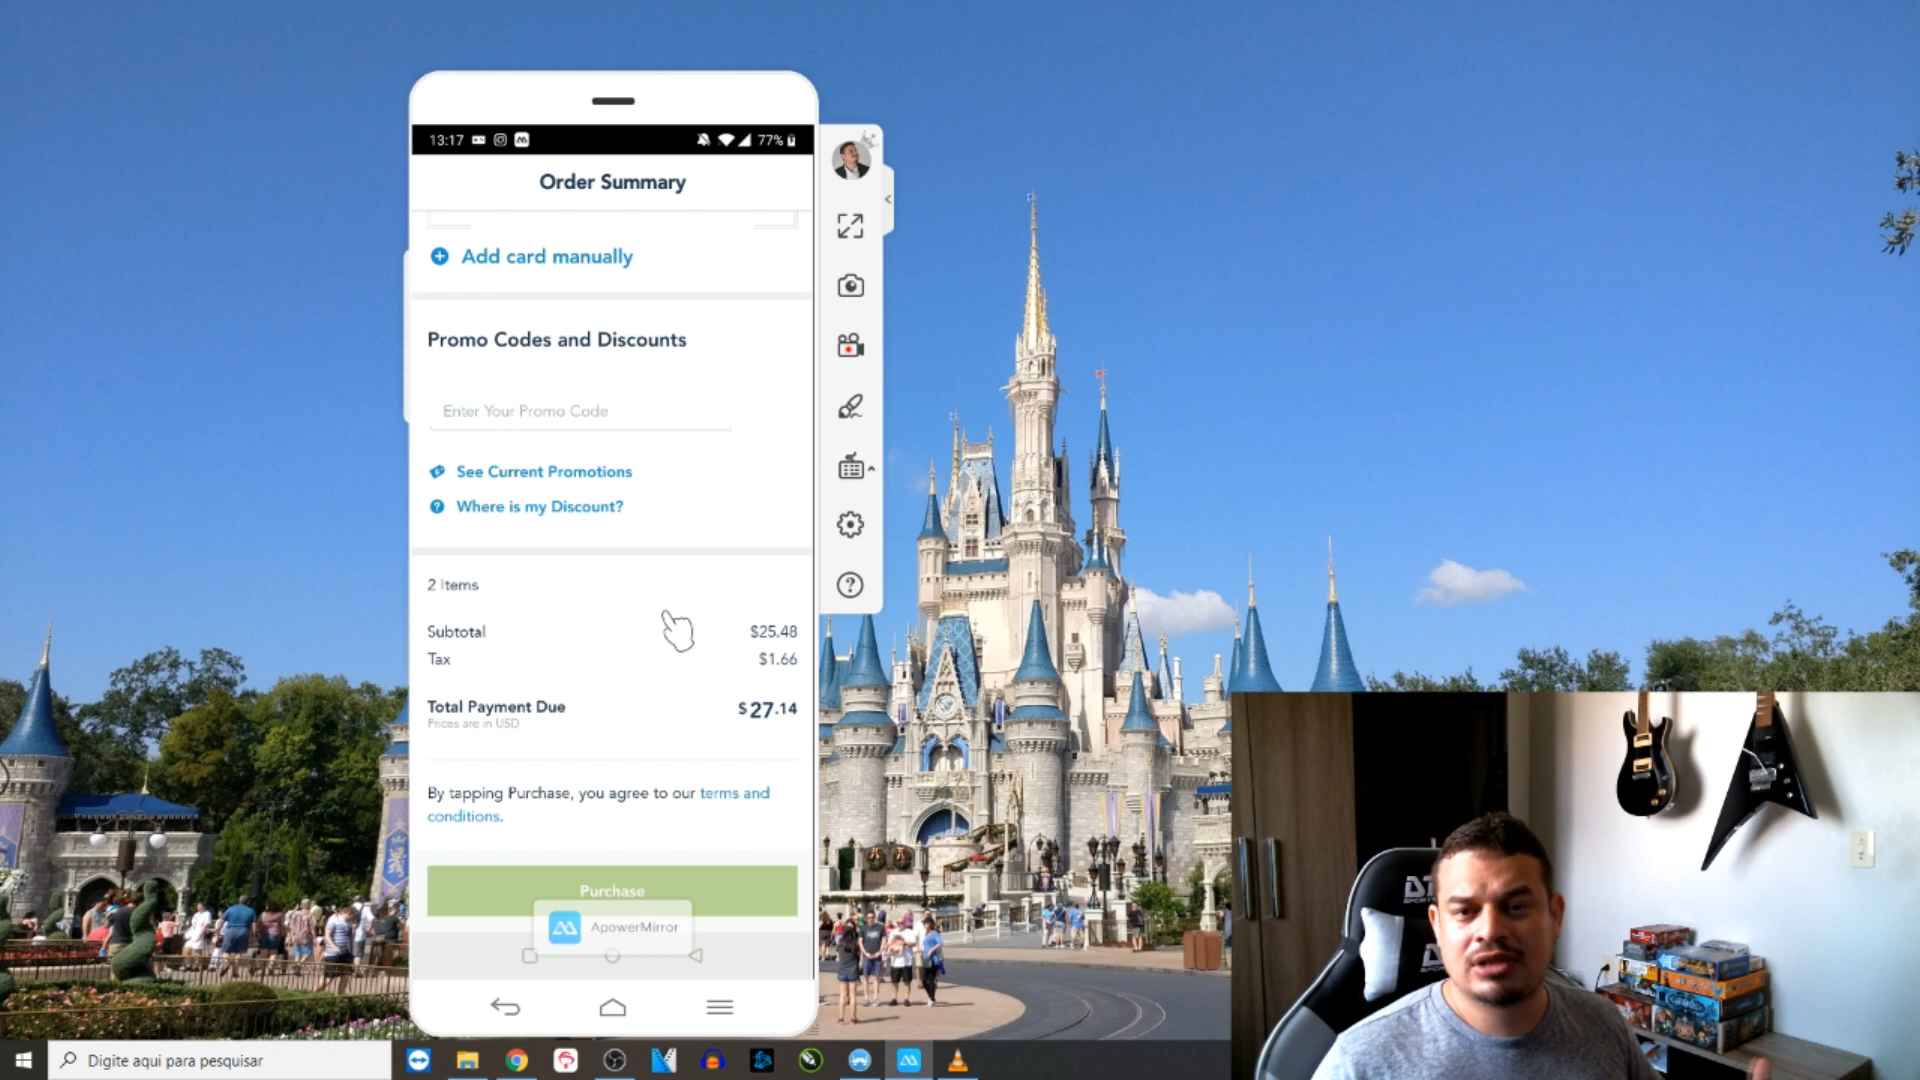 13:17
77%
Order Summary
Add card manually
Promo Codes and Discounts
Enter Your Promo Code
See Current Promotions
Where is my Discount?
2 Items
Subtotal $25.48
Tax $1.66
Total Payment Due $27.14
Prices are in USD
By tapping Purchase, you agree to our terms and
conditions.
Purchase
ApowerMirror
Digite aqui para pesquisar